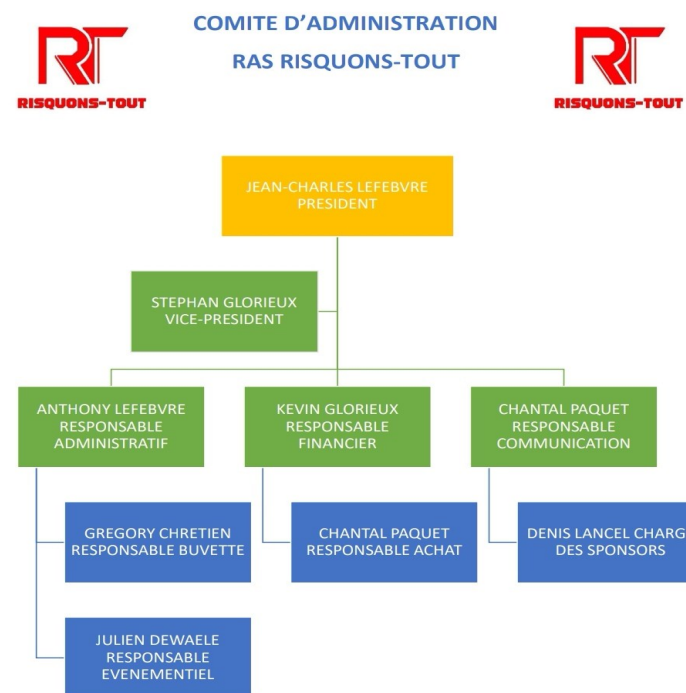 COMITE D'ADMINISTRATION
RAS RISQUONS-TOUT
RT
RISQUONS-TOUT
RT
RISQUONS-TOUT
JEAN-CHARLES LEFEBVRE
PRESIDENT
STEPHAN GLORIEUX
VICE-PRESIDENT
ANTHONY LEFEBVRE
RESPONSABLE
ADMINISTRATIF
KEVIN GLORIEUX
RESPONSABLE
FINANCIER
CHANTAL PAQUET
RESPONSABLE
COMMUNICATION
GREGORY CHRETIEN
RESPONSABLE BUVETTE
CHANTAL PAQUET
RESPONSABLE ACHAT
DENIS LANCEL CHARG
DES SPONSORS
JULIEN DEWAELE
RESPONSABLE
EVENEMENTIEL